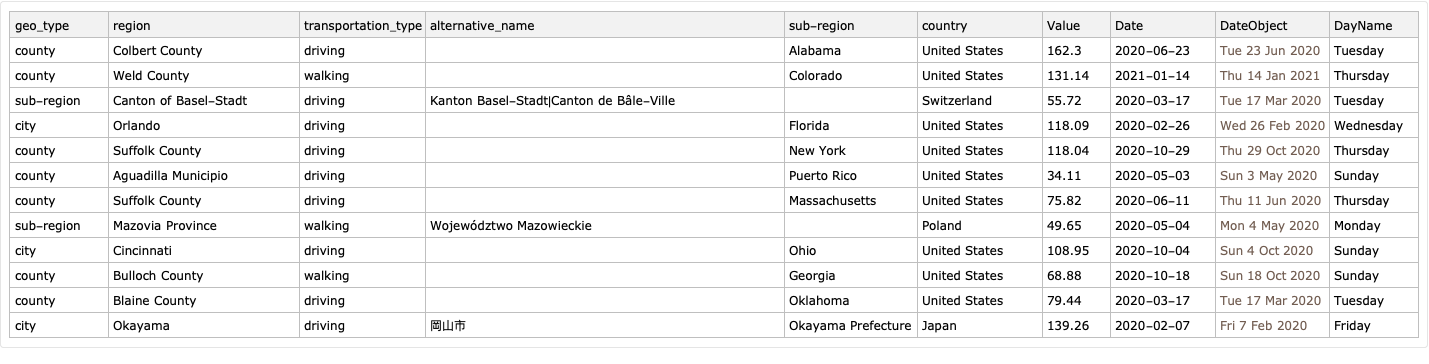 geo_type region transportation_type alternative_name sub-region country Value Date DateObject DayName
county Colbert County driving Alabama United States 162.3 2020-06-23 Tue 23 Jun 2020 Tuesday
county Weld County walking Colorado United States 131.14 2021-01-14 Thu 14 Jan 2021 Thursday
sub-region Canton of Basel-Stadt driving Kanton Basel-Stadt|Canton de Bâle-Ville Switzerland 55.72 2020-03-17 Tue 17 Mar 2020 Tuesday
city Orlando driving Florida United States 118.09 2020-02-26 Wed 26 Feb 2020 Wednesday
county Suffolk County driving New York United States 118.04 2020-10-29 Thu 29 Oct 2020 Thursday
county Aguadilla Municipio driving Puerto Rico United States 34.11 2020-05-03 Sun 3 May 2020 Sunday
county Suffolk County driving Massachusetts United States 75.82 2020-06-11 Thu 11 Jun 2020 Thursday
sub-region Mazovia Province walking Województwo Mazowieckie Poland 49.65 2020-05-04 Mon 4 May 2020 Monday
city Cincinnati driving Ohio United States 108.95 2020-10-04 Sun 4 Oct 2020 Sunday
county Bulloch County walking Georgia United States 68.88 2020-10-18 Sun 18 Oct 2020 Sunday
county Blaine County driving Oklahoma United States 79.44 2020-03-17 Tue 17 Mar 2020 Tuesday
city Okayama driving 岡山市 Okayama Prefecture Japan 139.26 2020-02-07 Fri 7 Feb 2020 Friday